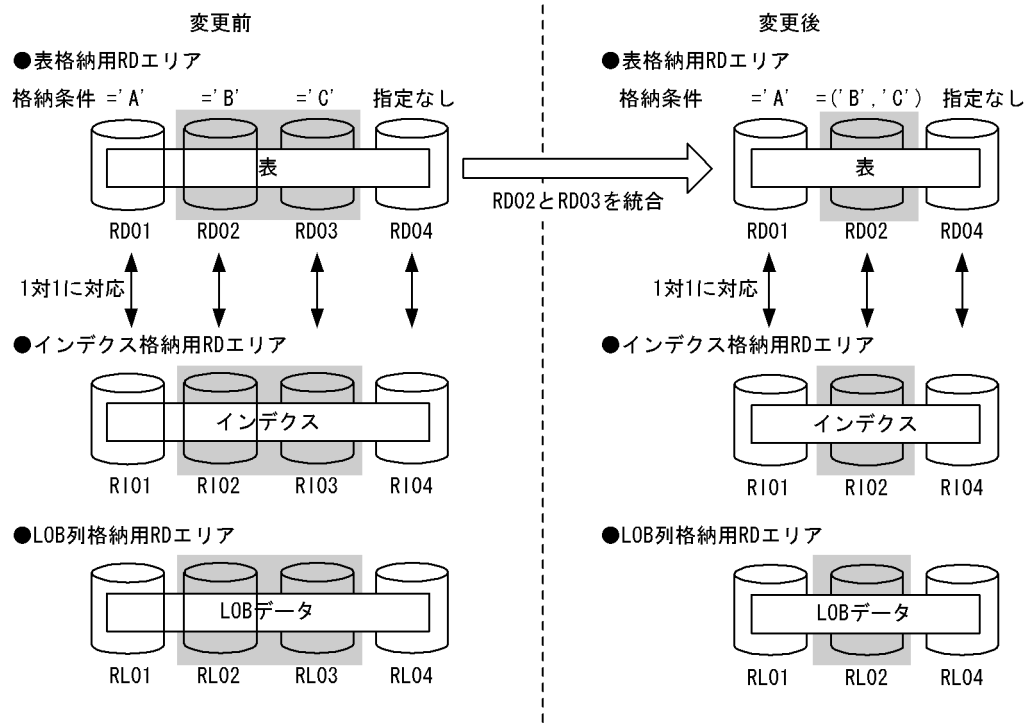 変更前
●表格納用RDエリア
格納条件 ='A' ='B' ='C' 指定なし
表
RD01 RD02 RD03 RD04
1対1に対応
●インデクス格納用RDエリア
インデクス
RI01 RI02 RI03 RI04
●LOB列格納用RDエリア
LOBデータ
RL01 RL02 RL03 RL04
RD02とRD03を統合
変更後
●表格納用RDエリア
格納条件 ='A' =('B','C') 指定なし
表
RD01 RD02 RD04
1対1に対応
●インデクス格納用RDエリア
インデクス
RI01 RI02 RI04
●LOB列格納用RDエリア
LOBデータ
RL01 RL02 RL04